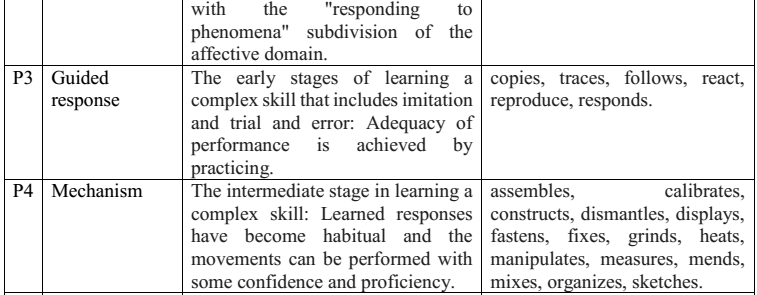 with the "responding to
phenomena" subdivision of the
affective domain.
P3 Guided The early stages of learning a copies, traces, follows, react,
response complex skill that includes imitation reproduce, responds.
and trial and error: Adequacy of
performance is achieved by
practicing.
P4 Mechanism The intermediate stage in learning a assembles, calibrates,
complex skill: Learned responses constructs, dismantles, displays,
have become habitual and the fastens, fixes, grinds, heats,
movements can be performed with manipulates, measures, mends,
some confidence and proficiency. mixes, organizes, sketches.